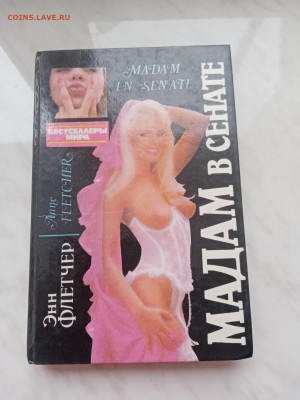 COINS.LAVE.RU
MADAM
IN SENATE
БЕСТСЕЛЛЕРЫ
МИРА
Anne
FLETCHER
ЭНН
ФЛЕТЧЕР
МАДАМ В СЕНАТЕ